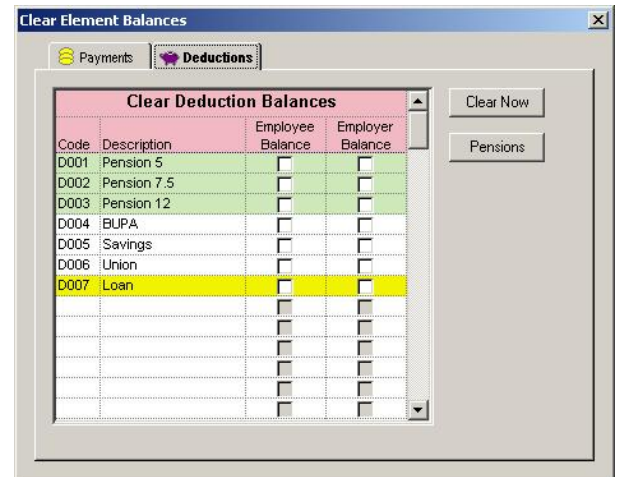 Clear Element Balances
Payments Deductions
Clear Deduction Balances
Clear Now
Employee Employer
Code Description Balance Balance
Pensions
D001 Pension 5
D002 Pension 7.5
D003 Pension 12
D004 BUPA
D005 Savings
D006 Union
D007 Loan